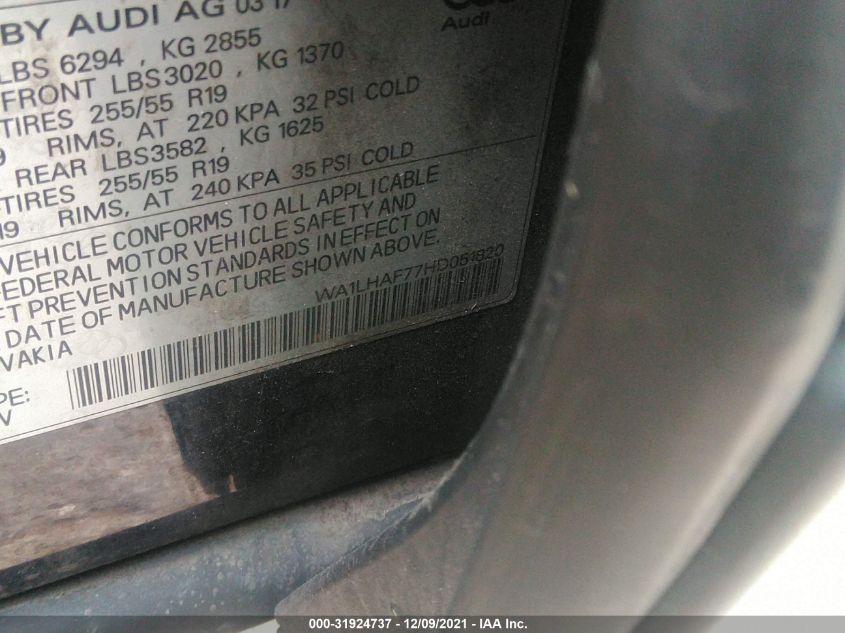 BY AUDI AG 03 17
Audi
LBS 6294 , KG 2855
FRONT LBS3020 , KG 1370
TIRES 255/55 R19
RIMS, AT 220 KPA 32 PSI COLD
REAR LBS3582 , KG 1625
TIRES 255/55 R19
RIMS, AT 240 KPA 35 PSI COLD
VEHICLE CONFORMS TO ALL APPLICABLE
FEDERAL MOTOR VEHICLE SAFETY AND
FT PREVENTION STANDARDS IN EFFECT ON
DATE OF MANUFACTURE SHOWN ABOVE.
WA1LHAF77HD051820
VAKIA
PE:
V
000-31924737 - 12/09/2021 - IAA Inc.